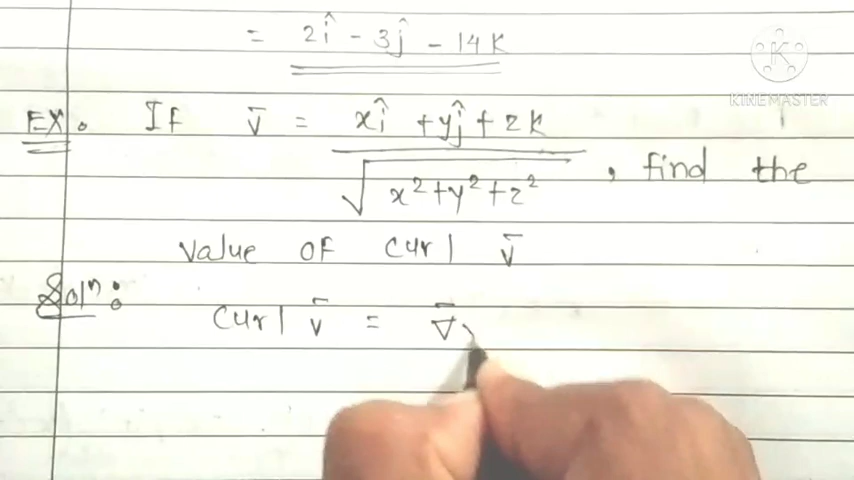 = 2î - 3ĵ - 14k
K
KINEMASTER
EX. If v̄ = xî + yĵ + zk
√x²+y²+z² , find the
value of curl v̄
Solⁿ:
curl v̄ = ∇̄ ×